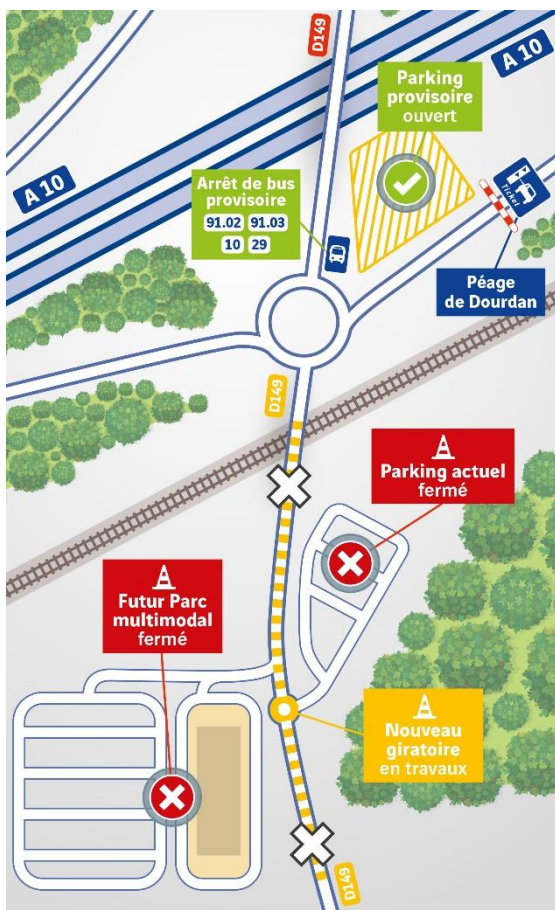 D149
A 10
Parking
provisoire
ouvert
A 10
Arrêt de bus
provisoire
91.02 91.03
10 29
Ticket
Péage
de Dourdan
D149
Parking actuel
fermé
Futur Parc
multimodal
fermé
Nouveau
giratoire
en travaux
D149